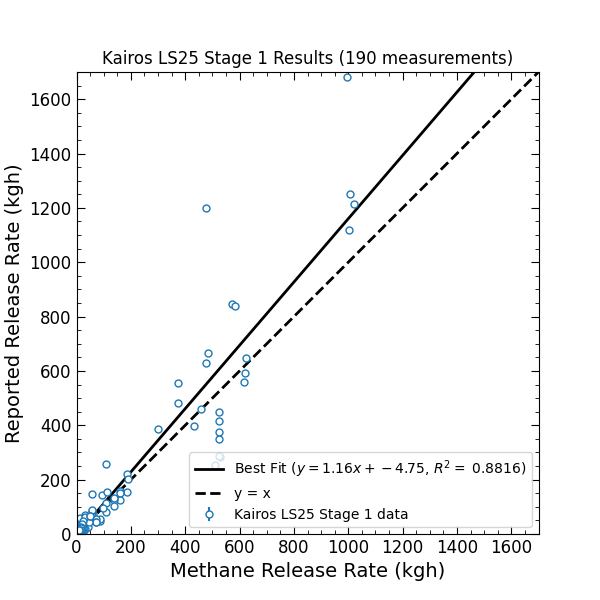 Kairos LS25 Stage 1 Results (190 measurements)
Reported Release Rate (kgh)
1600
1400
1200
1000
800
600
400
200
0
Best Fit (y = 1.16x + −4.75, R² = 0.8816)
y = x
Kairos LS25 Stage 1 data
0 200 400 600 800 1000 1200 1400 1600
Methane Release Rate (kgh)